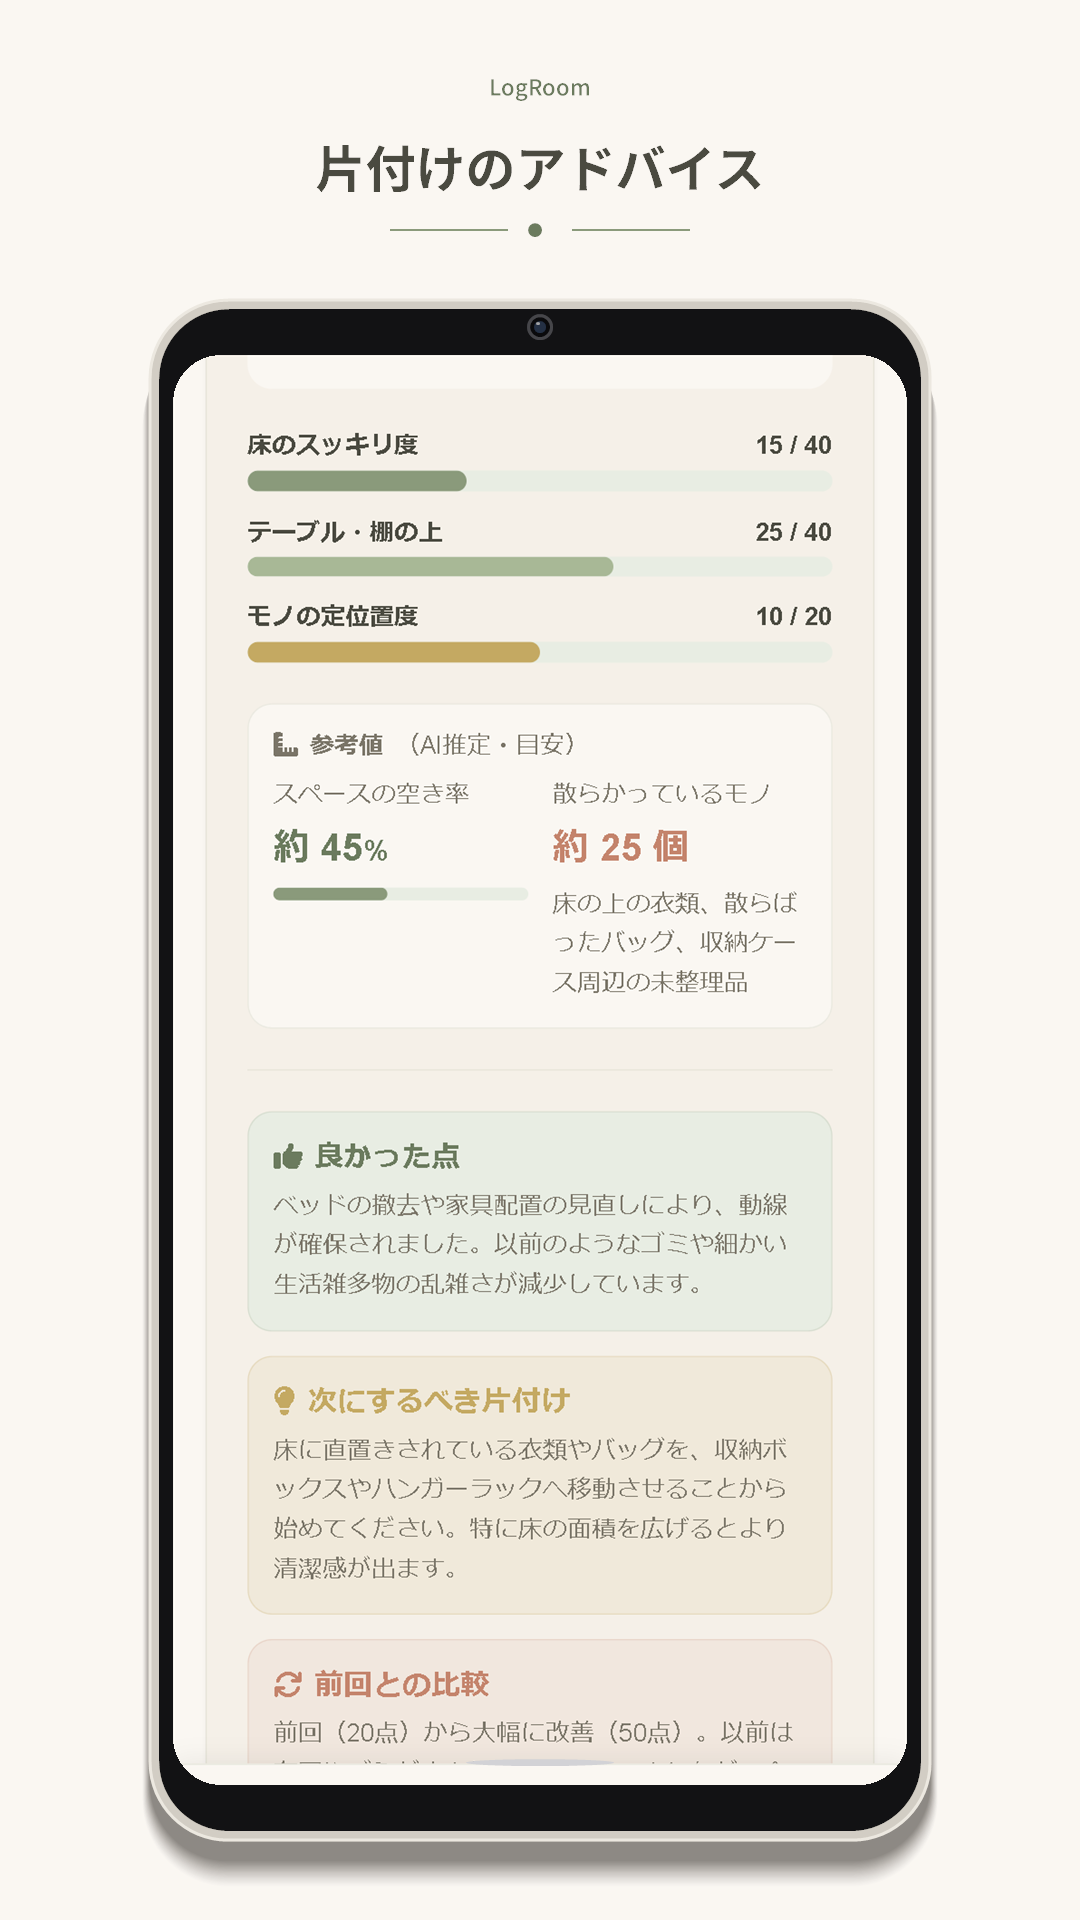 LogRoom
片付けのアドバイス
床のスッキリ度 15 / 40
テーブル・棚の上 25 / 40
モノの定位置度 10 / 20
参考値 （AI推定・目安）
スペースの空き率
約 45%
散らかっているモノ
約 25 個
床の上の衣類、散らば
ったバッグ、収納ケー
ス周辺の未整理品
良かった点
ベッドの撤去や家具配置の見直しにより、動線
が確保されました。以前のようなゴミや細かい
生活雑多物の乱雑さが減少しています。
次にするべき片付け
床に直置きされている衣類やバッグを、収納ボ
ックスやハンガーラックへ移動させることから
始めてください。特に床の面積を広げるとより
清潔感が出ます。
前回との比較
前回（20点）から大幅に改善（50点）。以前は